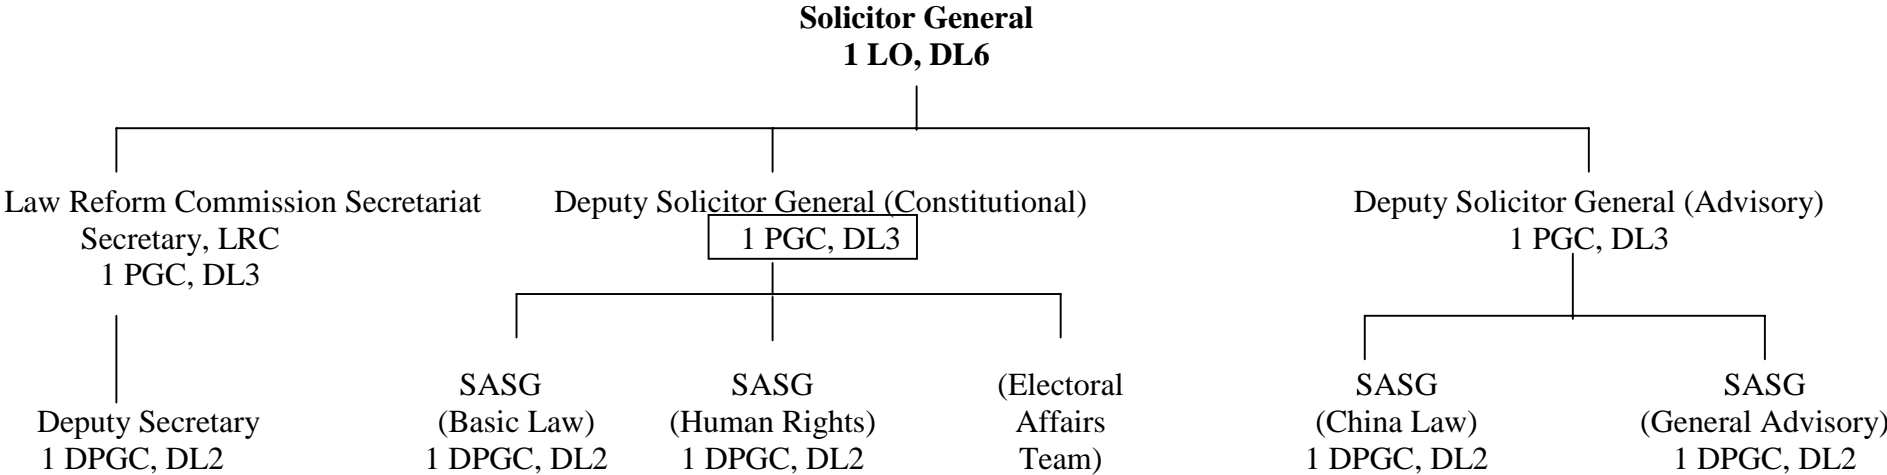 Solicitor General
1 LO, DL6
Law Reform Commission Secretariat
Secretary, LRC
1 PGC, DL3
Deputy Solicitor General (Constitutional)
1 PGC, DL3
Deputy Solicitor General (Advisory)
1 PGC, DL3
Deputy Secretary
1 DPGC, DL2
SASG
(Basic Law)
1 DPGC, DL2
SASG
(Human Rights)
1 DPGC, DL2
(Electoral
Affairs
Team)
SASG
(China Law)
1 DPGC, DL2
SASG
(General Advisory)
1 DPGC, DL2